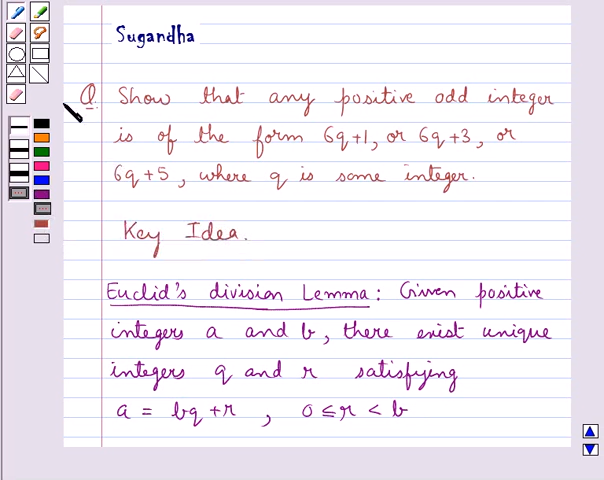 Sugandha
Q. Show that any positive odd integer
is of the form 6q+1, or 6q+3, or
6q+5, where q is some integer.
Key Idea.
Euclid's division Lemma: Given positive
integers a and b, there exist unique
integers q and r satisfying
a = bq + r , 0 ≤ r < b